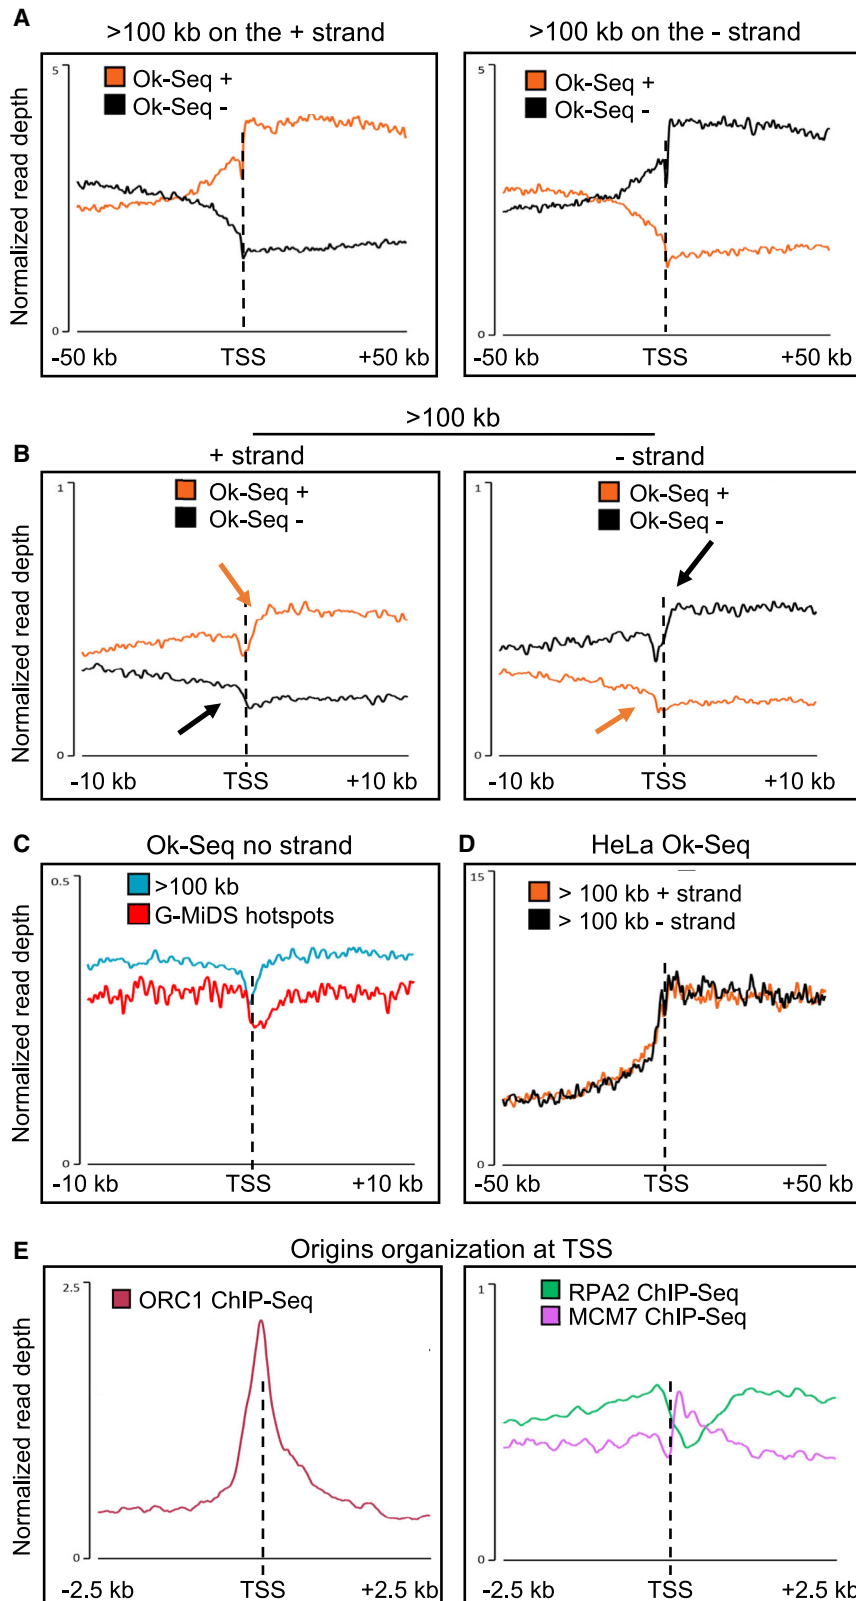 A
>100 kb on the + strand
>100 kb on the - strand
Normalized read depth
5
Ok-Seq +
Ok-Seq -
0
-50 kb TSS +50 kb
5
Ok-Seq +
Ok-Seq -
0
-50 kb TSS +50 kb
>100 kb
B
+ strand
- strand
Normalized read depth
1
Ok-Seq +
Ok-Seq -
0
-10 kb TSS +10 kb
1
Ok-Seq +
Ok-Seq -
0
-10 kb TSS +10 kb
C
Ok-Seq no strand
Normalized read depth
0.5
>100 kb
G-MiDS hotspots
0
-10 kb TSS +10 kb
D
HeLa Ok-Seq
15
> 100 kb + strand
> 100 kb - strand
0
-50 kb TSS +50 kb
E
Origins organization at TSS
Normalized read depth
2.5
ORC1 ChIP-Seq
0
-2.5 kb TSS +2.5 kb
1
RPA2 ChIP-Seq
MCM7 ChIP-Seq
0
-2.5 kb TSS +2.5 kb